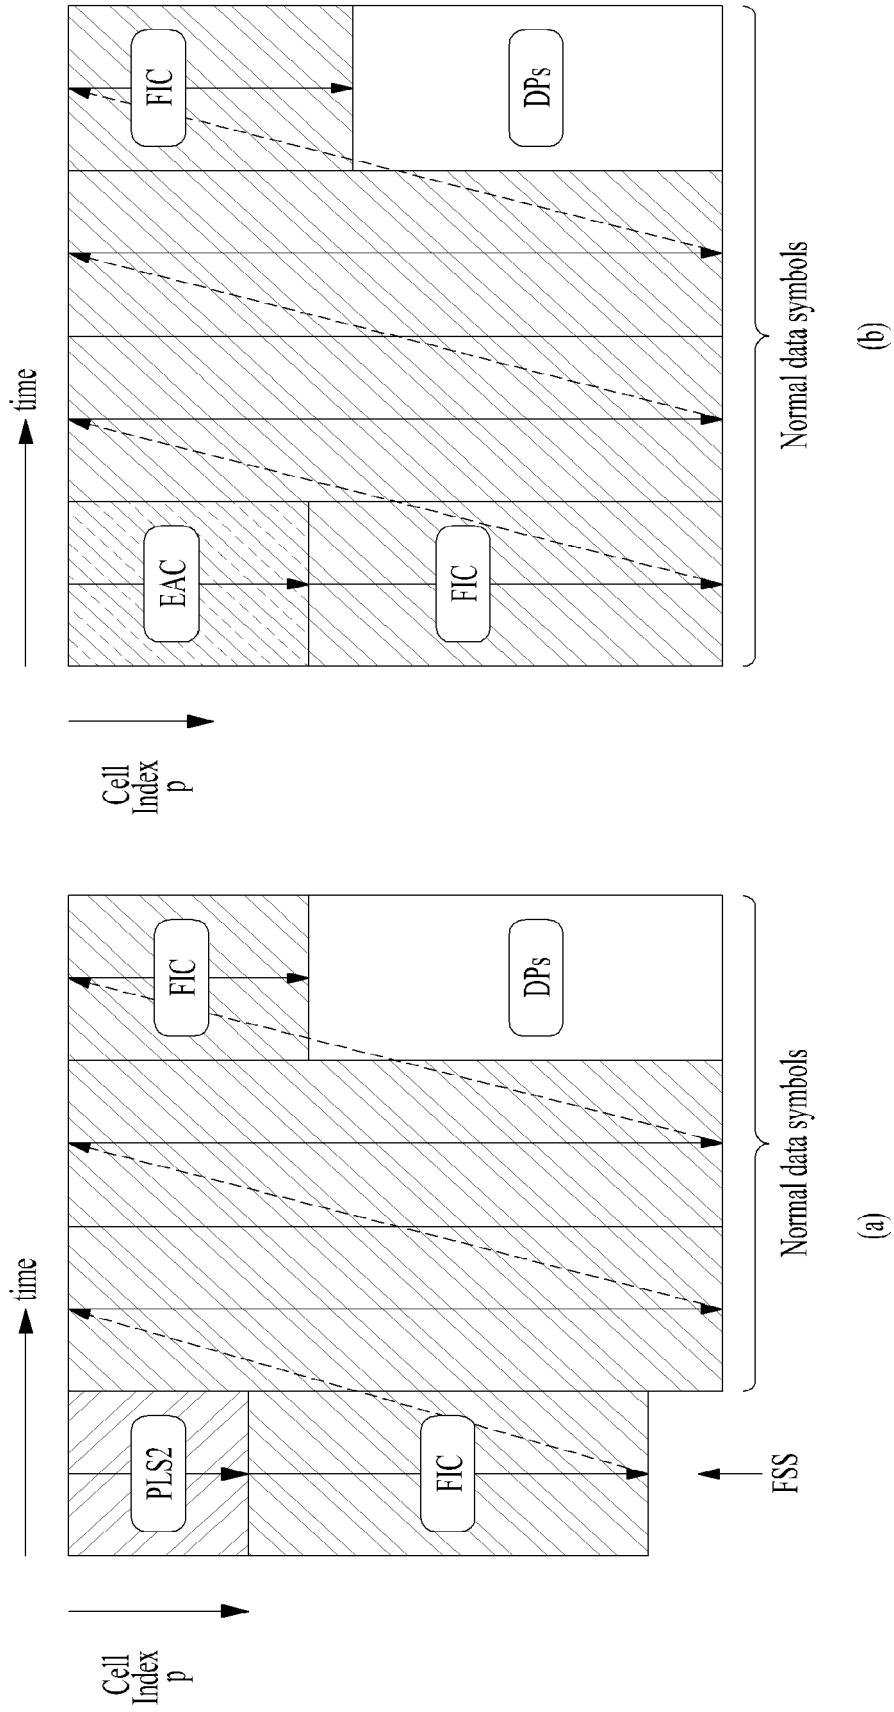 time
Cell
Index
p
PLS2
FIC
FIC
DPs
FSS
Normal data symbols
(a)
time
Cell
Index
p
EAC
FIC
FIC
DPs
Normal data symbols
(b)